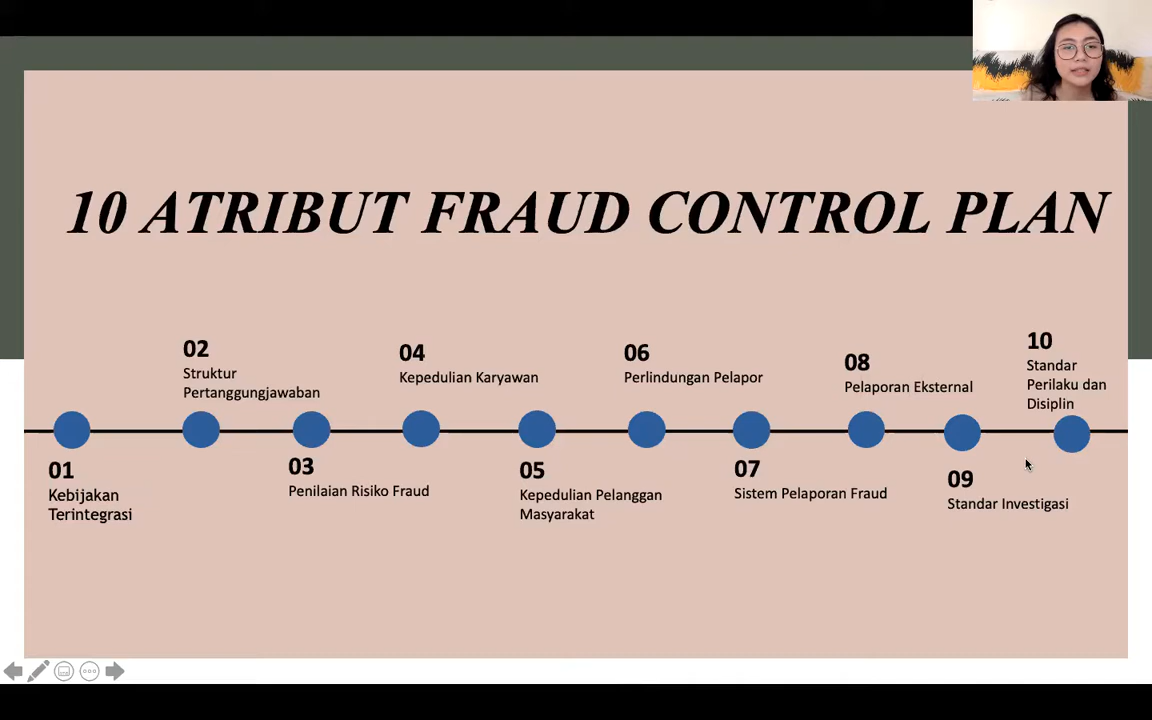 10 ATRIBUT FRAUD CONTROL PLAN
01
Kebijakan
Terintegrasi
02
Struktur
Pertanggungjawaban
03
Penilaian Risiko Fraud
04
Kepedulian Karyawan
05
Kepedulian Pelanggan
Masyarakat
06
Perlindungan Pelapor
07
Sistem Pelaporan Fraud
08
Pelaporan Eksternal
09
Standar Investigasi
10
Standar
Perilaku dan
Disiplin